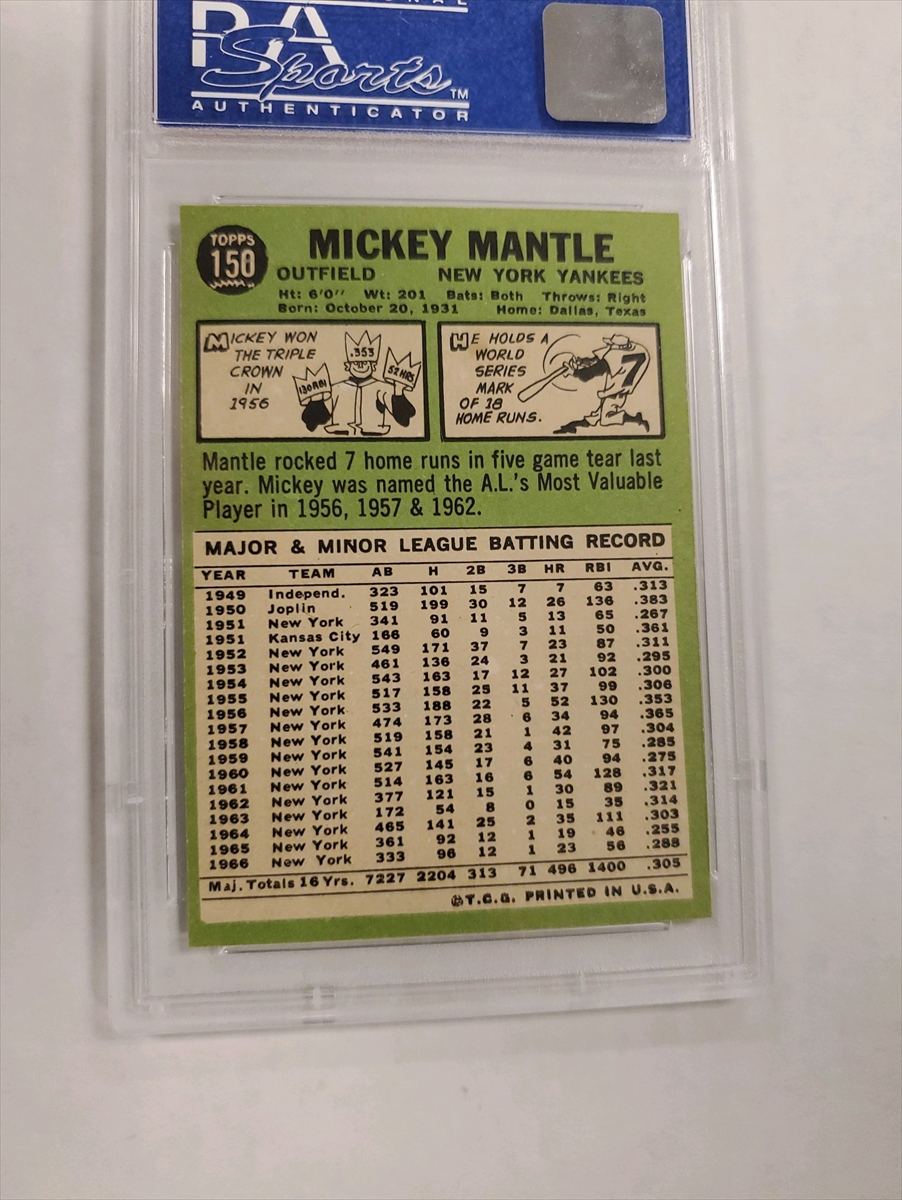 Sports
TM
AUTHENTICATOR
TOPPS
150
MICKEY MANTLE
OUTFIELD NEW YORK YANKEES
Ht: 6'0" Wt: 201 Bats: Both Throws: Right
Born: October 20, 1931 Home: Dallas, Texas
MICKEY WON
THE TRIPLE
CROWN
IN
1956
130 RBI
.353
52 HRS
HE HOLDS A
WORLD
SERIES
MARK
OF 18
HOME RUNS.
7
Mantle rocked 7 home runs in five game tear last
year. Mickey was named the A.L.'s Most Valuable
Player in 1956, 1957 & 1962.
MAJOR & MINOR LEAGUE BATTING RECORD
YEAR TEAM AB H 2B 3B HR RBI AVG.
1949 Independ. 323 101 15 7 7 63 .313
1950 Joplin 519 199 30 12 26 136 .383
1951 New York 341 91 11 5 13 65 .267
1951 Kansas City 166 60 9 3 11 50 .361
1952 New York 549 171 37 7 23 87 .311
1953 New York 461 136 24 3 21 92 .295
1954 New York 543 163 17 12 27 102 .300
1955 New York 517 158 25 11 37 99 .306
1956 New York 533 188 22 5 52 130 .353
1957 New York 474 173 28 6 34 94 .365
1958 New York 519 158 21 1 42 97 .304
1959 New York 541 154 23 4 31 75 .285
1960 New York 527 145 17 6 40 94 .275
1961 New York 514 163 16 6 54 128 .317
1962 New York 377 121 15 1 30 89 .321
1963 New York 172 54 8 0 15 35 .314
1964 New York 465 141 25 2 35 111 .303
1965 New York 361 92 12 1 19 46 .255
1966 New York 333 96 12 1 23 56 .288
Maj. Totals 16 Yrs. 7227 2204 313 71 496 1400 .305
©T.C.G. PRINTED IN U.S.A.